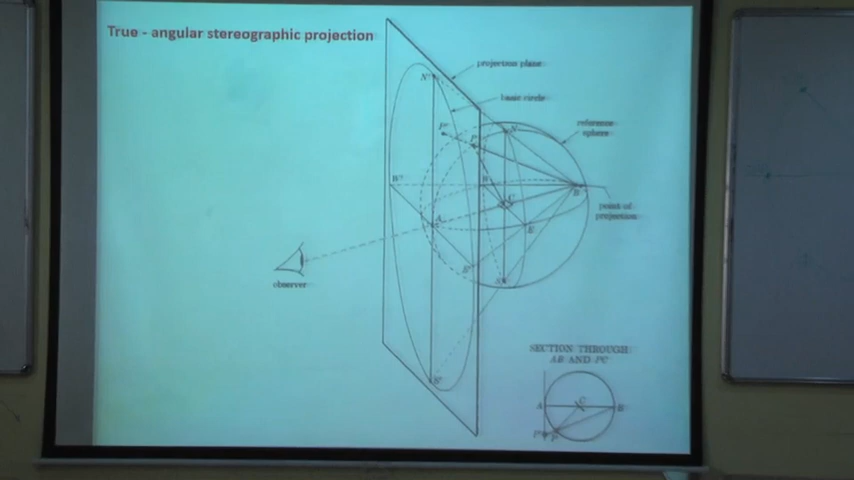 True - angular stereographic projection
projection plane
N'
basic circle
reference
sphere
P'
P
N
W'
W
B
C
point of
projection
A
E
E'
observer
S
S'
SECTION THROUGH
AB AND PC
C
A
B
P'
P